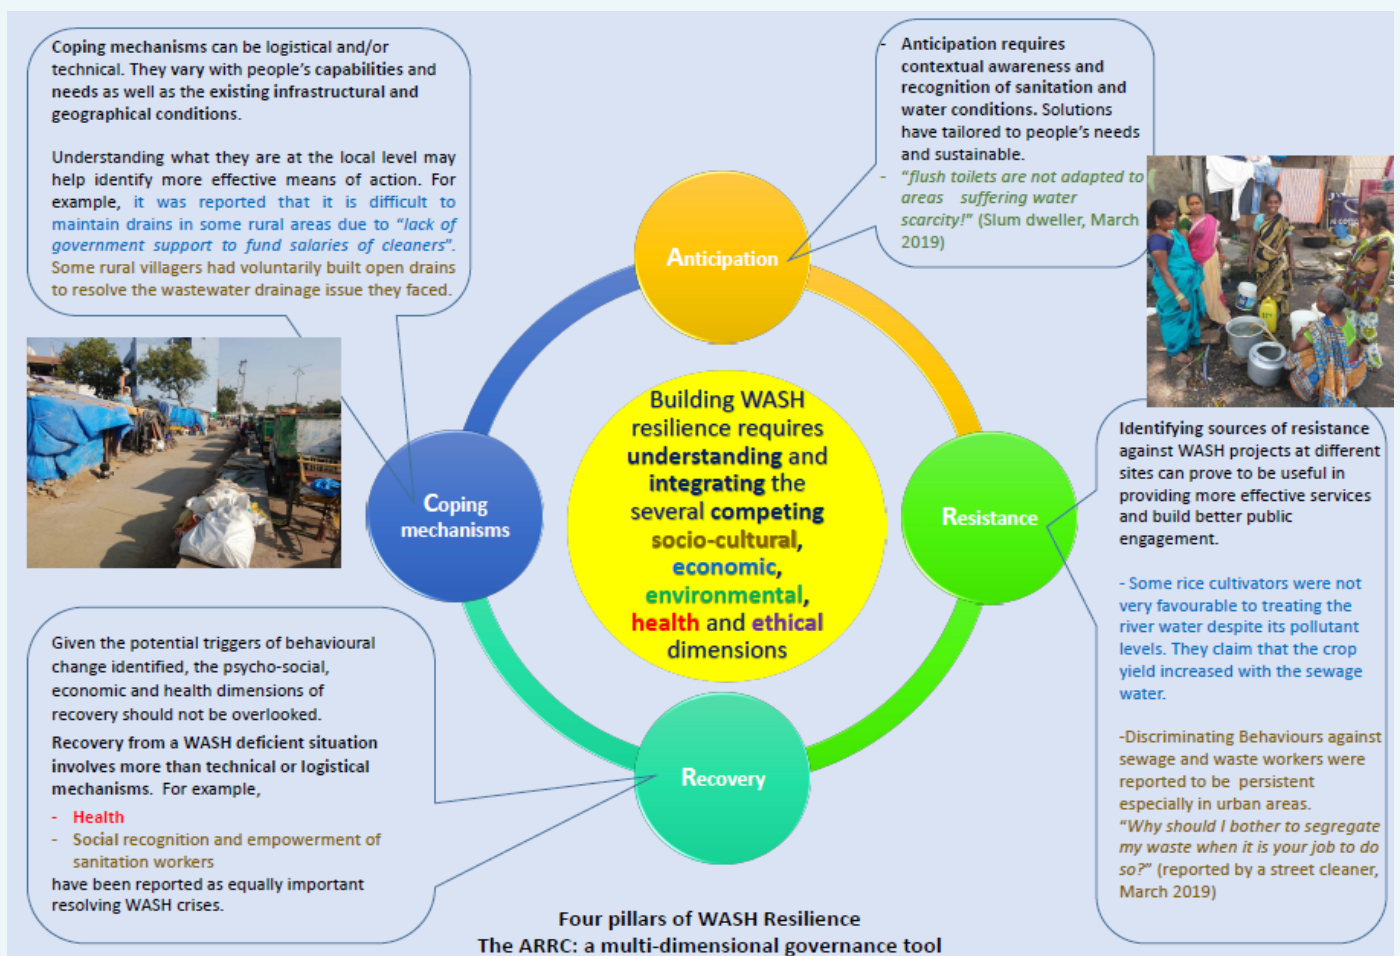 Coping mechanisms can be logistical and/or
technical. They vary with people's capabilities and
needs as well as the existing infrastructural and
geographical conditions.
Understanding what they are at the local level may
help identify more effective means of action. For
example, it was reported that it is difficult to
maintain drains in some rural areas due to "lack of
government support to fund salaries of cleaners".
Some rural villagers had voluntarily built open drains
to resolve the wastewater drainage issue they faced.
- Anticipation requires
contextual awareness and
recognition of sanitation and
water conditions. Solutions
have tailored to people's needs
and sustainable.
- "flush toilets are not adapted to
areas suffering water
scarcity!" (Slum dweller, March
2019)
Anticipation
Building WASH
resilience requires
understanding and
integrating the
several competing
socio-cultural,
economic,
environmental,
health and ethical
dimensions
Coping
mechanisms
Resistance
Identifying sources of resistance
against WASH projects at different
sites can prove to be useful in
providing more effective services
and build better public
engagement.
- Some rice cultivators were not
very favourable to treating the
river water despite its pollutant
levels. They claim that the crop
yield increased with the sewage
water.
-Discriminating Behaviours against
sewage and waste workers were
reported to be persistent
especially in urban areas.
"Why should I bother to segregate
my waste when it is your job to do
so?" (reported by a street cleaner,
March 2019)
Given the potential triggers of behavioural
change identified, the psycho-social,
economic and health dimensions of
recovery should not be overlooked.
Recovery from a WASH deficient situation
involves more than technical or logistical
mechanisms. For example,
- Health
- Social recognition and empowerment of
sanitation workers
have been reported as equally important
resolving WASH crises.
Recovery
Four pillars of WASH Resilience
The ARRC: a multi-dimensional governance tool